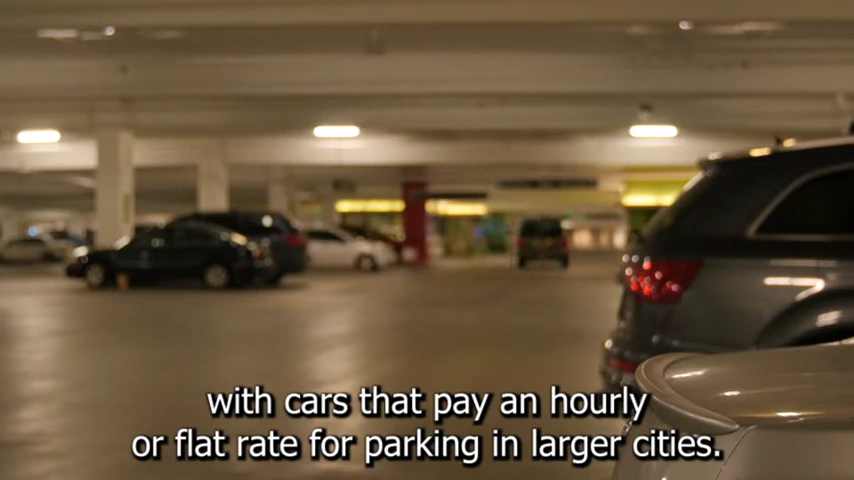 with cars that pay an hourly
or flat rate for parking in larger cities.